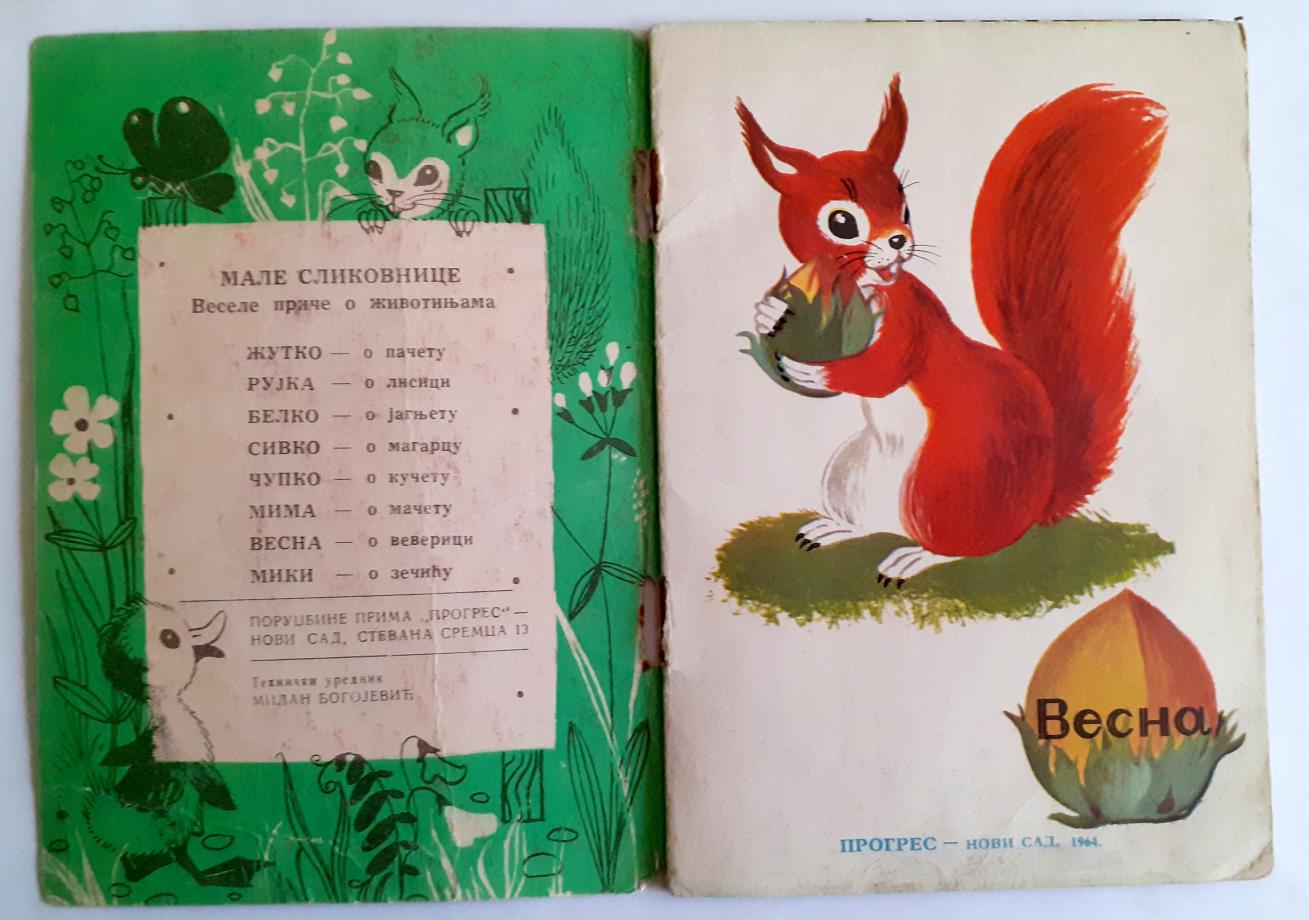 МАЛЕ СЛИКОВНИЦЕ
Веселе приче о животињама
ЖУТКО — о пачету
РУЈКА — о лисици
БЕЛКО — о јагњету
СИВКО — о магарцу
ЧУПКО — о кучету
МИМА — о мачету
ВЕСНА — о веверици
МИКИ — о зечићу
ПОРУЏБИНЕ ПРИМА „ПРОГРЕС“ —
НОВИ САД, СТЕВАНА СРЕМЦА 13
Технички уредник
МИЛАН БОГОЈЕВИЋ
Весна
ПРОГРЕС — НОВИ САД, 1964.